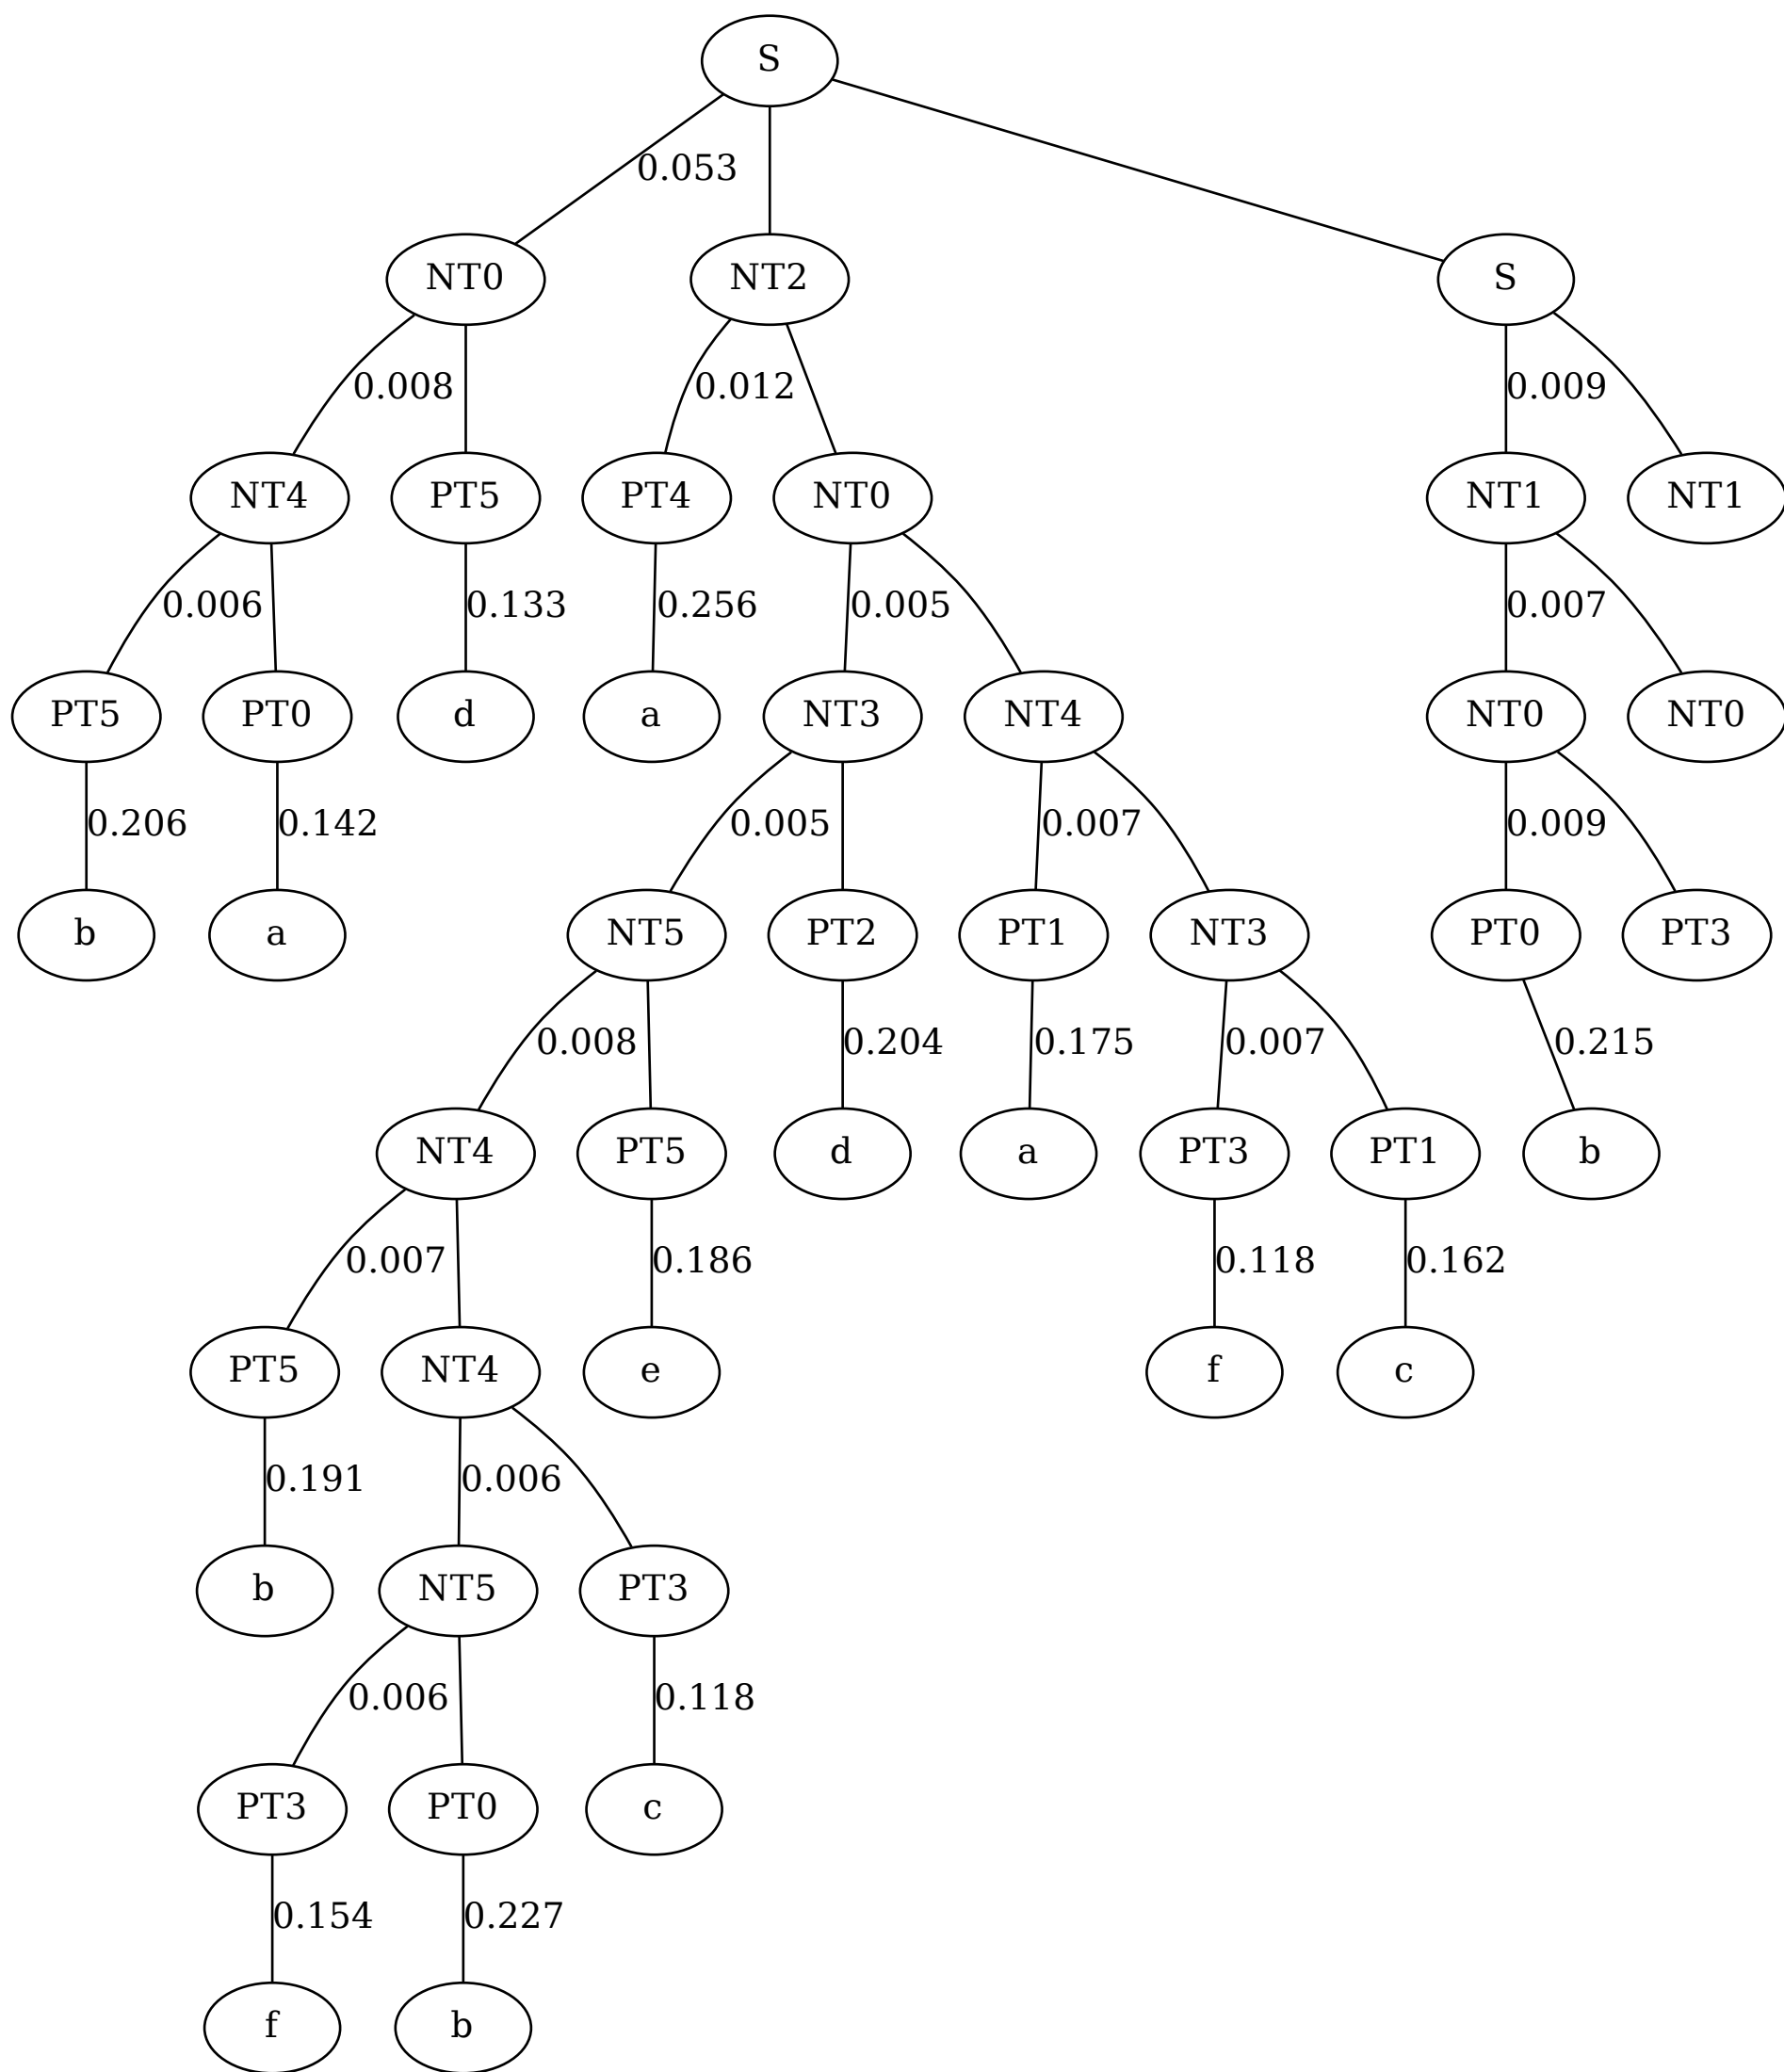 S
0.053
NT0 NT2 S
0.008 0.012 0.009
NT4 PT5 PT4 NT0 NT1 NT1
0.006 0.133 0.256 0.005 0.007
PT5 PT0 d a NT3 NT4 NT0 NT0
0.206 0.142 0.005 0.007 0.009
b a NT5 PT2 PT1 NT3 PT0 PT3
0.008 0.204 0.175 0.007 0.215
NT4 PT5 d a PT3 PT1 b
0.007 0.186 0.118 0.162
PT5 NT4 e f c
0.191 0.006
b NT5 PT3
0.006 0.118
PT3 PT0 c
0.154 0.227
f b